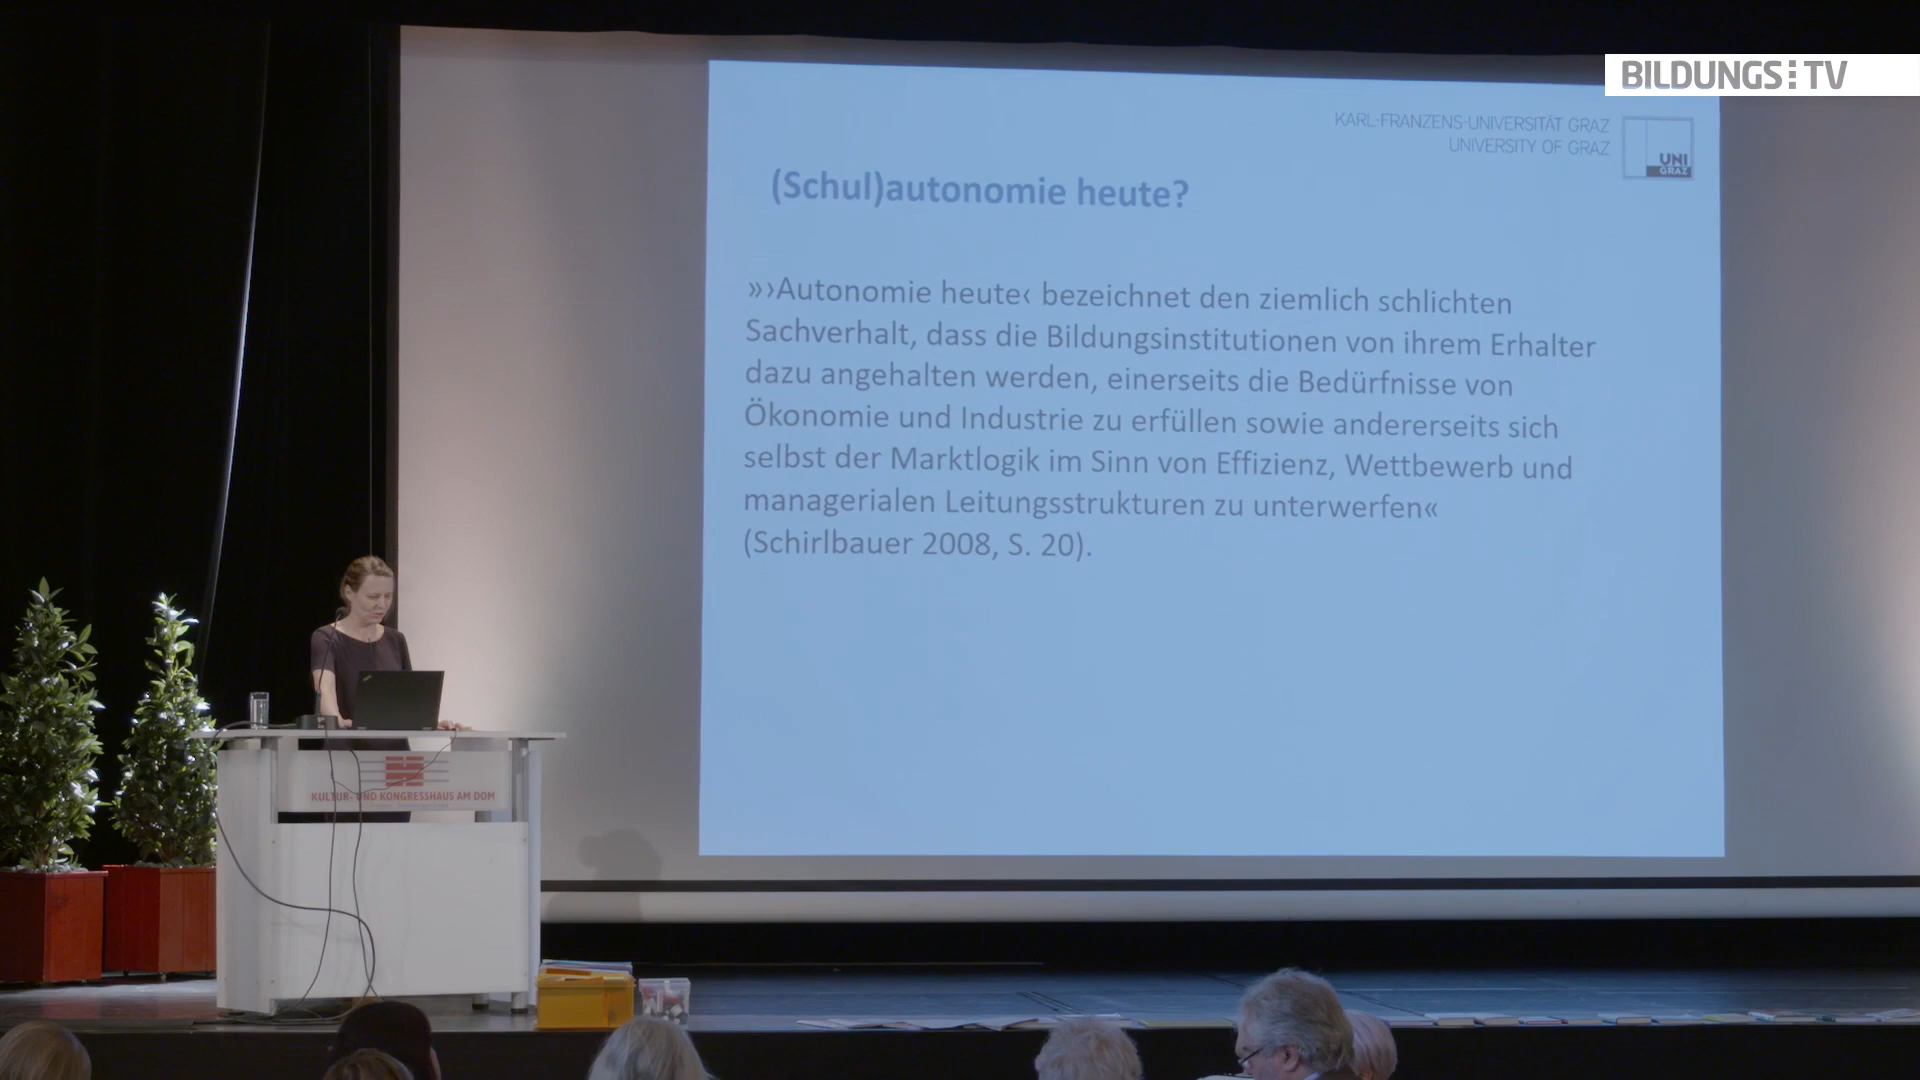 BILDUNGS:TV
KARL-FRANZENS-UNIVERSITÄT GRAZ
UNIVERSITY OF GRAZ
UNI
GRAZ
(Schul)autonomie heute?
»›Autonomie heute‹ bezeichnet den ziemlich schlichten
Sachverhalt, dass die Bildungsinstitutionen von ihrem Erhalter
dazu angehalten werden, einerseits die Bedürfnisse von
Ökonomie und Industrie zu erfüllen sowie andererseits sich
selbst der Marktlogik im Sinn von Effizienz, Wettbewerb und
managerialen Leitungsstrukturen zu unterwerfen«
(Schirlbauer 2008, S. 20).
KULTUR- UND KONGRESSHAUS AM DOM